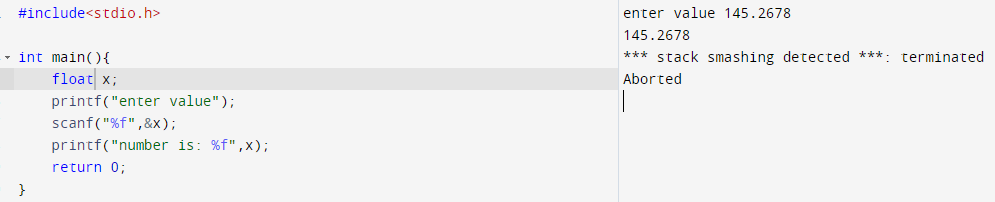 #include<stdio.h>
int main(){
float x;
printf("enter value");
scanf("%f",&x);
printf("number is: %f",x);
return 0;
}
enter value 145.2678
145.2678
*** stack smashing detected ***: terminated
Aborted